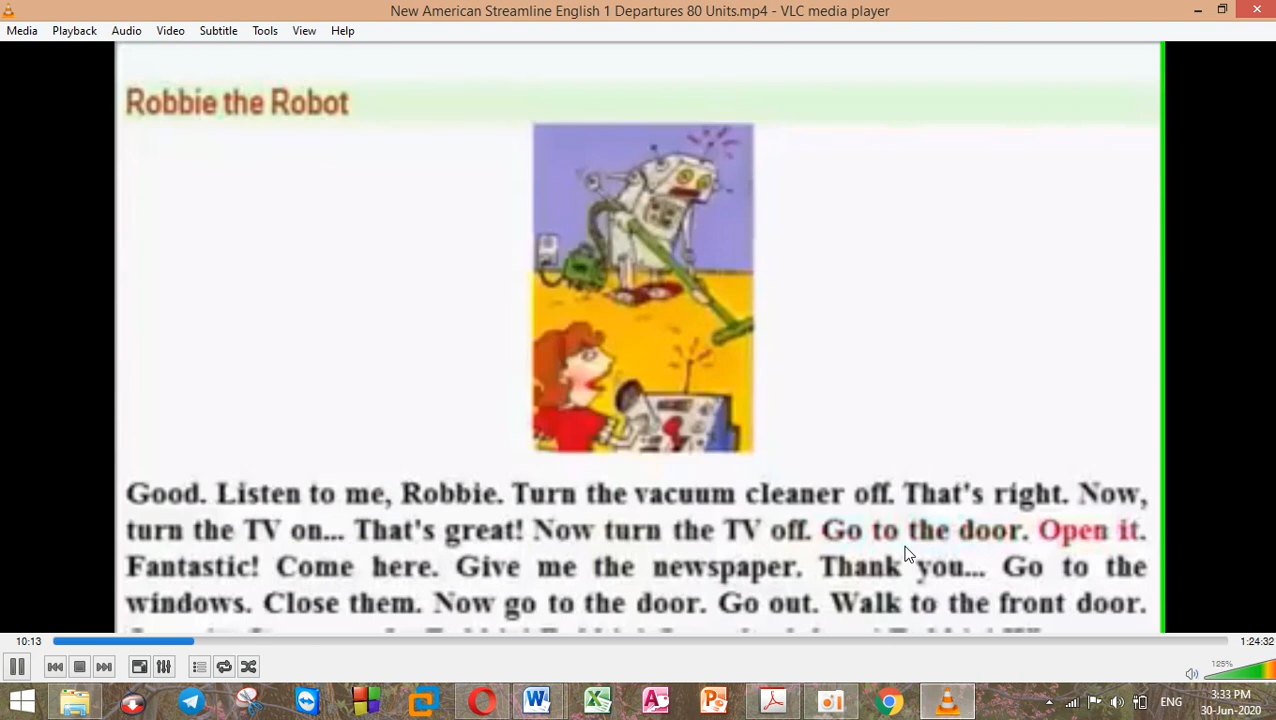 New American Streamline English 1 Departures 80 Units.mp4 - VLC media player
Media Playback Audio Video Subtitle Tools View Help
Robbie the Robot
Good. Listen to me, Robbie. Turn the vacuum cleaner off. That's right. Now,
turn the TV on... That's great! Now turn the TV off. Go to the door. Open it.
Fantastic! Come here. Give me the newspaper. Thank you... Go to the
windows. Close them. Now go to the door. Go out. Walk to the front door.
10:13
1:24:32
125%
ENG
3:33 PM
30-Jun-2020